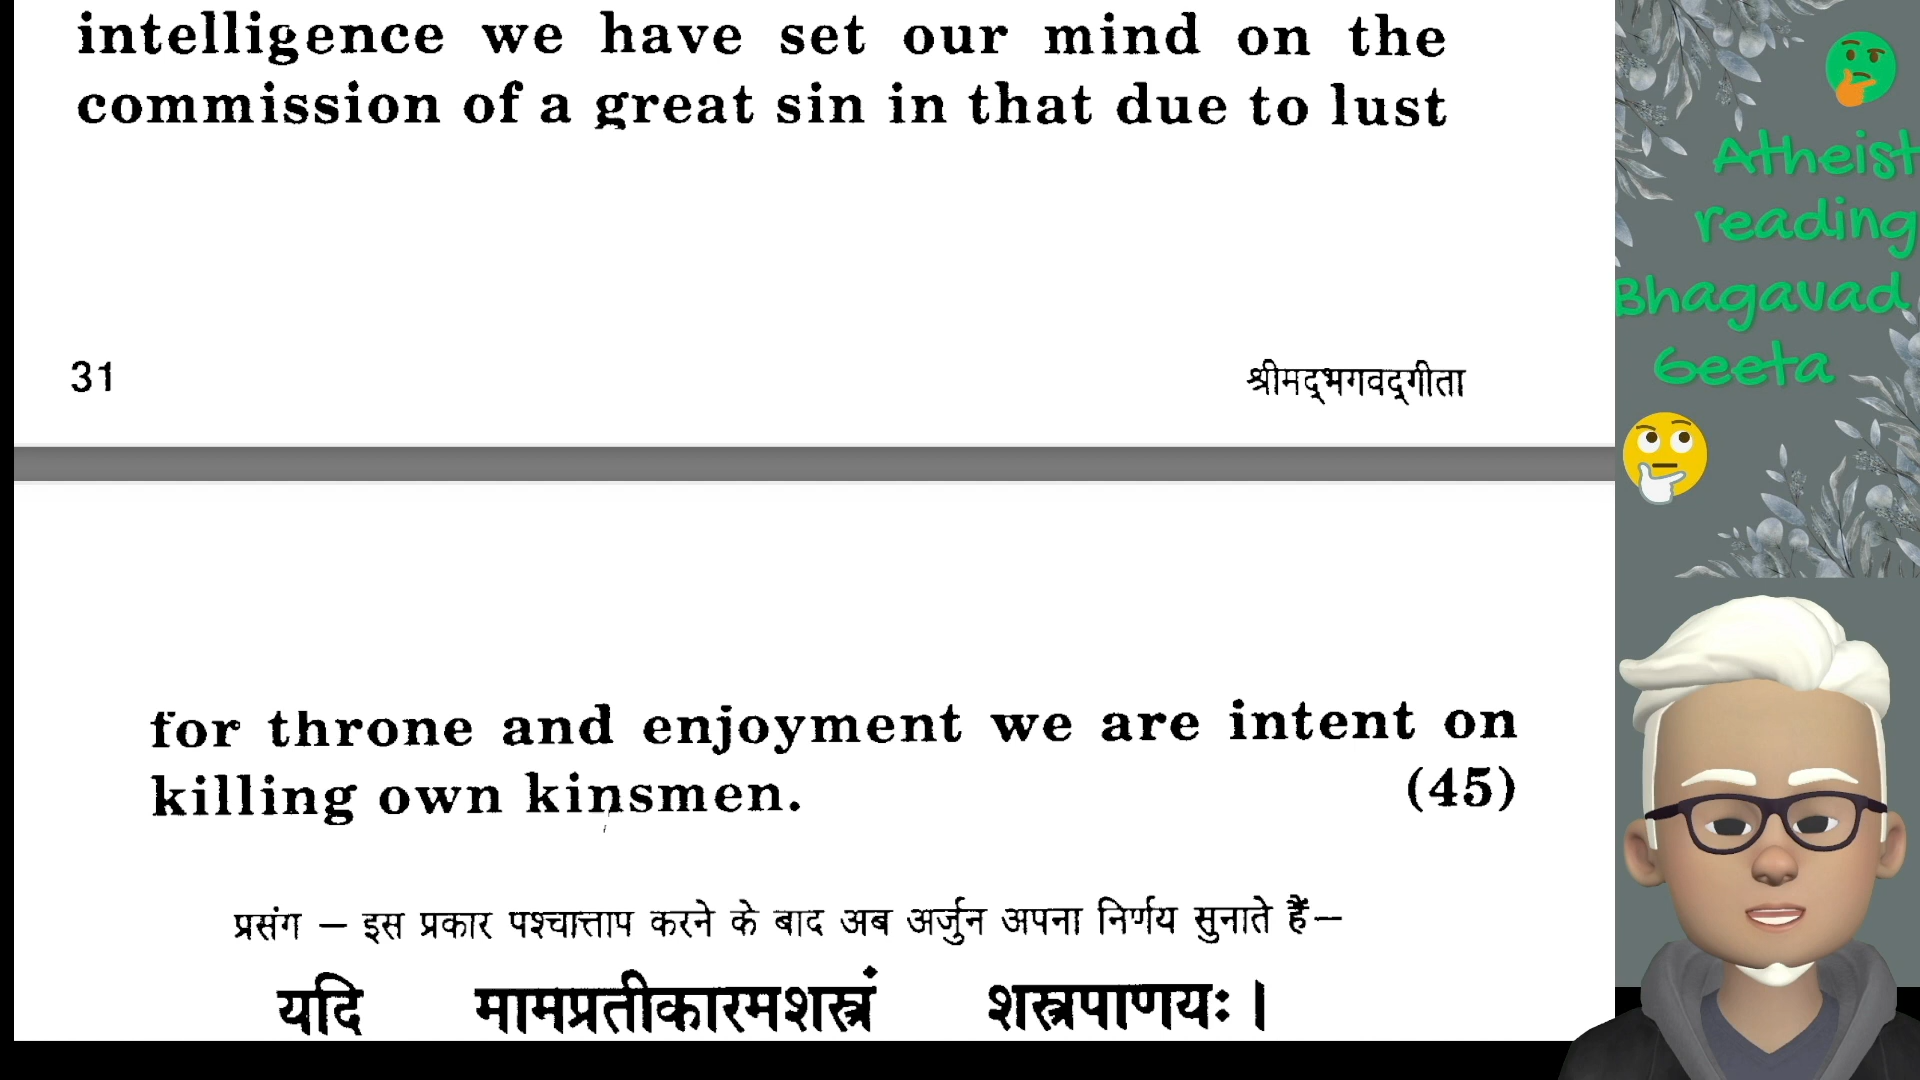 intelligence we have set our mind on the
commission of a great sin in that due to lust
31
श्रीमद्भगवद्गीता
for throne and enjoyment we are intent on
killing own kinsmen. (45)
प्रसंग – इस प्रकार पश्चात्ताप करने के बाद अब अर्जुन अपना निर्णय सुनाते हैं–
यदि मामप्रतीकारमशस्त्रं शस्त्रपाणयः।
Atheist
reading
Bhagavad
Geeta